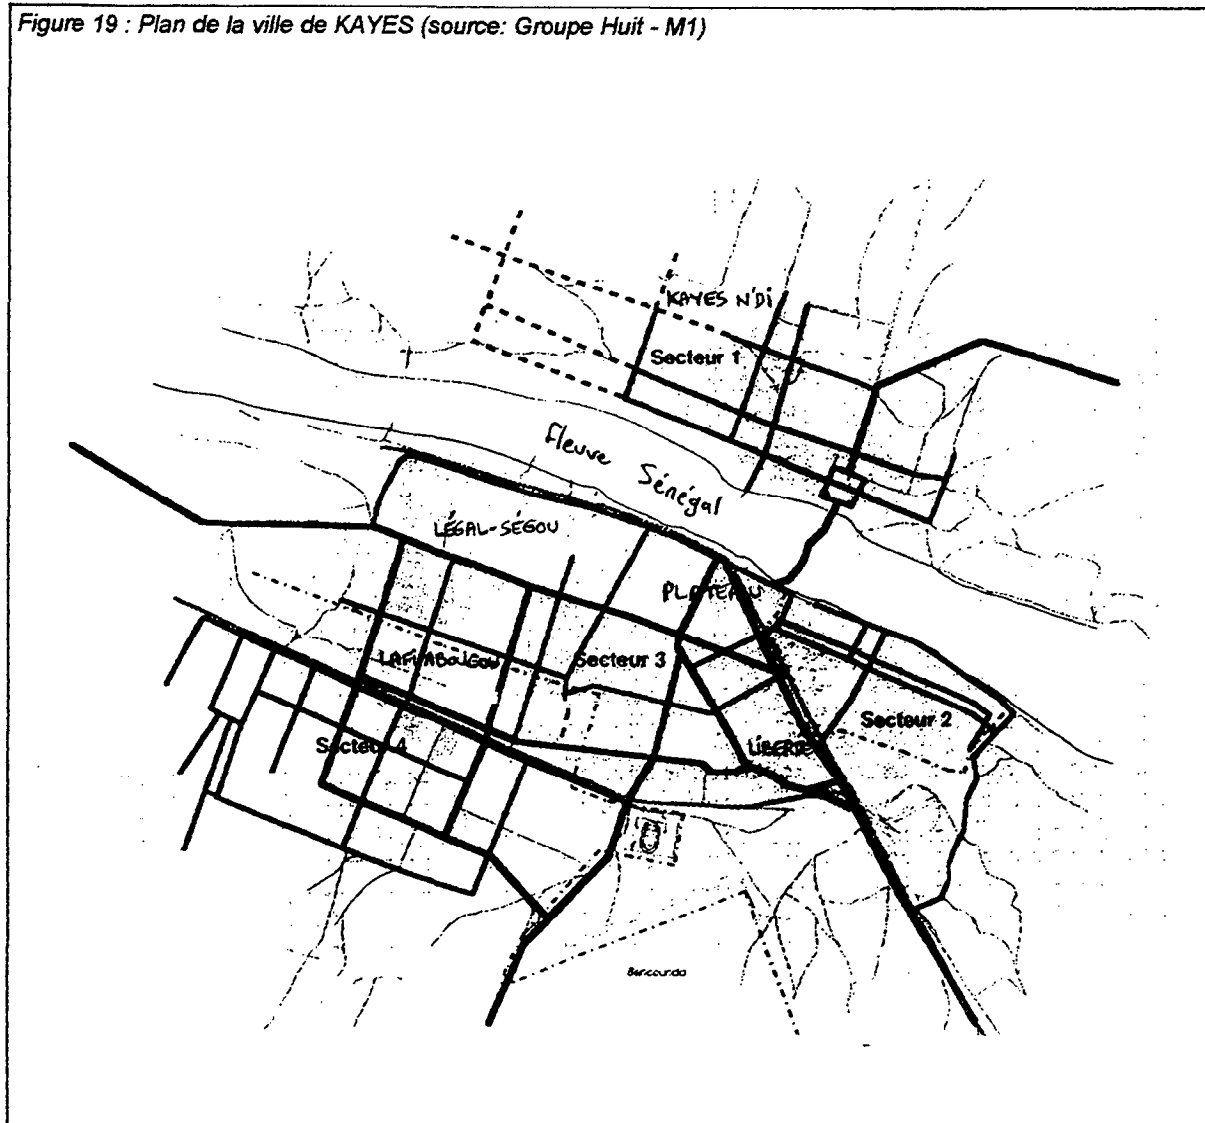 Figure 19 : Plan de la ville de KAYES (source: Groupe Huit - M1)
KAYES N'DI
Secteur 1
Fleuve Sénégal
LÉGAL-SÉGOU
PLATEAU
LAFIABOUGOU
Secteur 3
Secteur 2
Secteur 4
LIBERTÉ